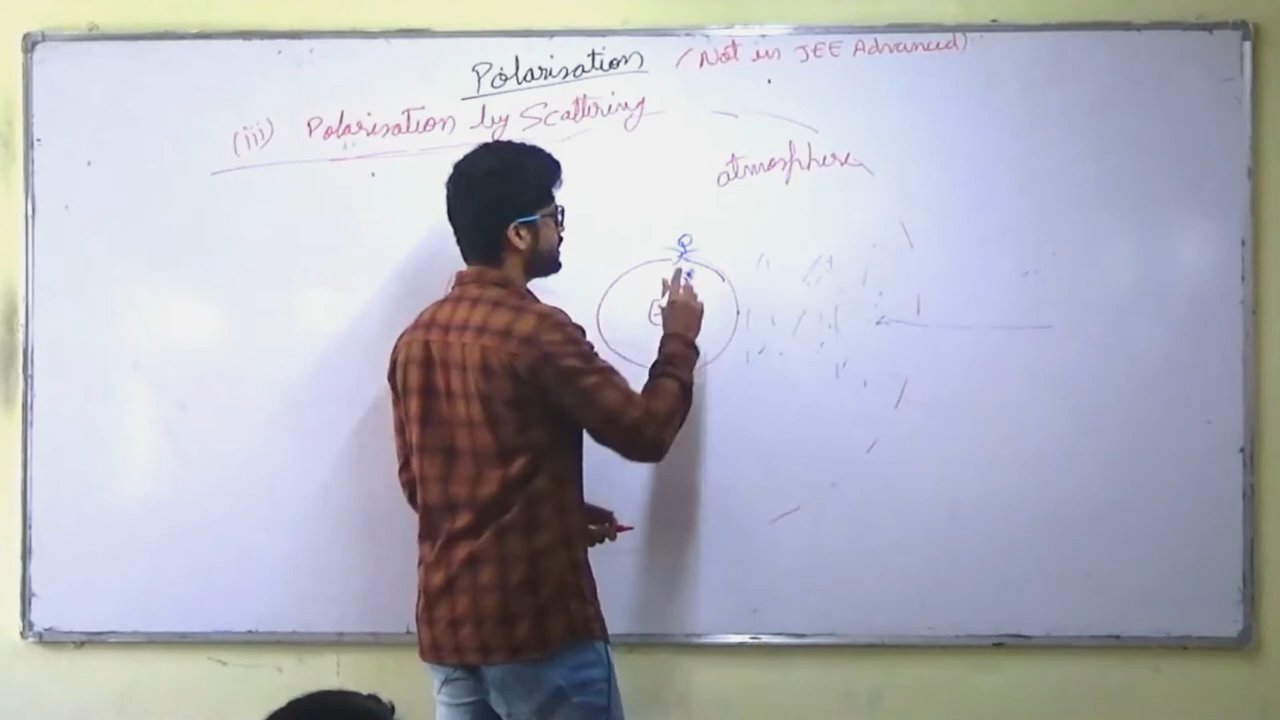 Polarisation (Not in JEE Advanced)
(iii) Polarisation by Scattering
atmosphere
E